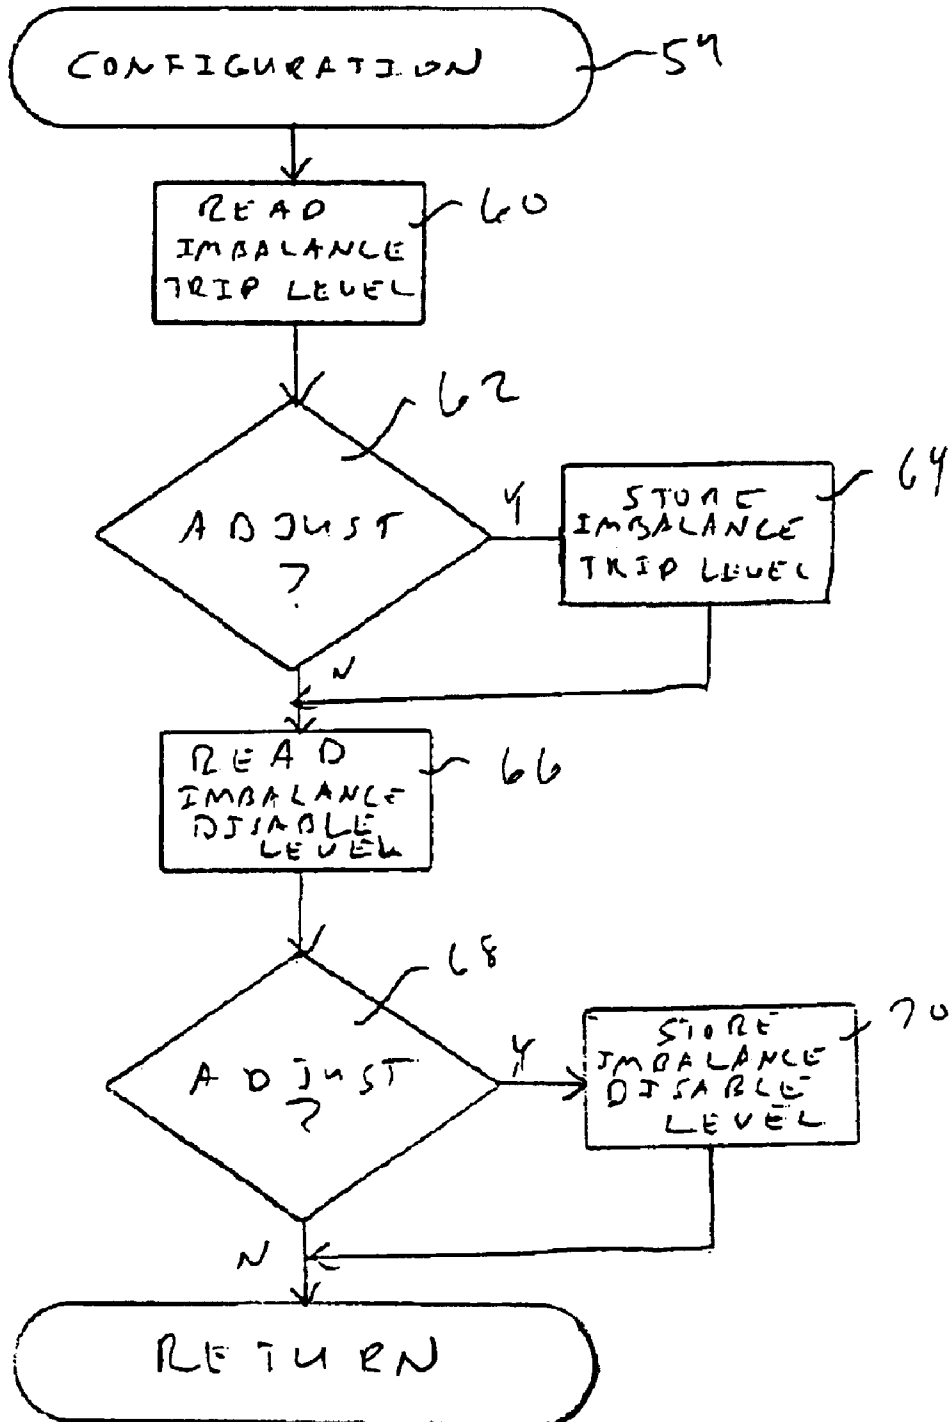 CONFIGURATION
54
READ
IMBALANCE
TRIP LEVEL
60
62
ADJUST
?
Y
STORE
IMBALANCE
TRIP LEVEL
64
N
READ
IMBALANCE
DISABLE
LEVEL
66
68
ADJUST
?
Y
STORE
IMBALANCE
DISABLE
LEVEL
70
N
RETURN